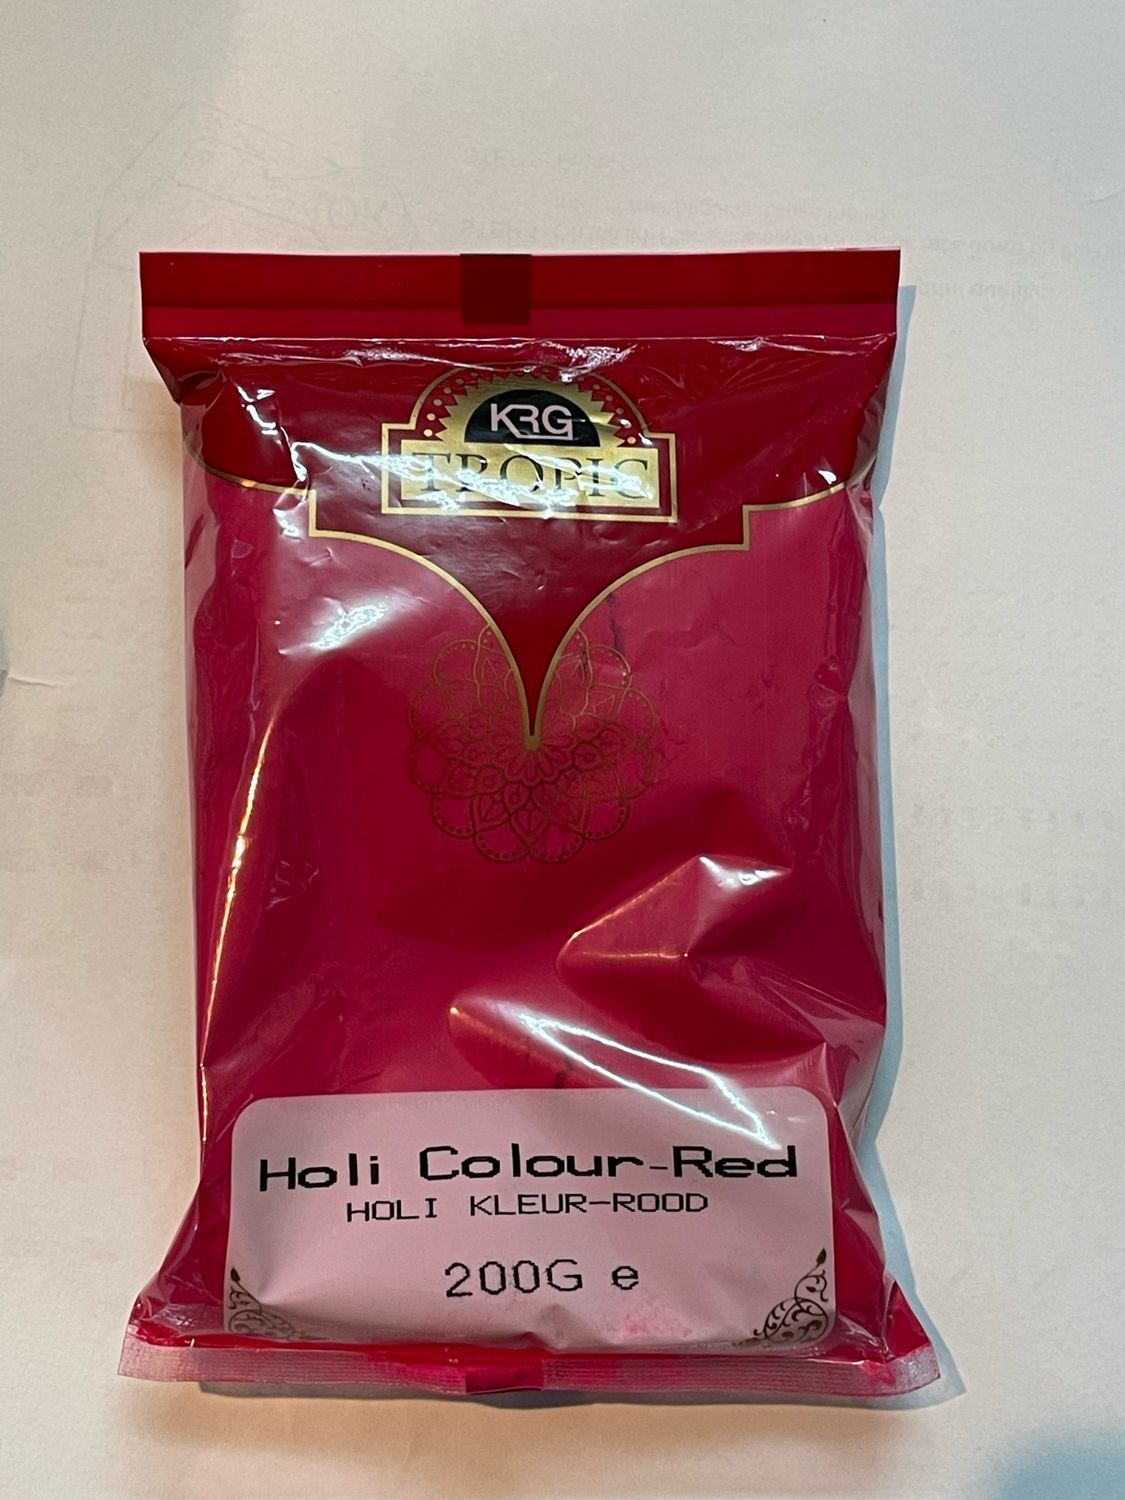 KRG
TROPIC
Holi Colour-Red
HOLI KLEUR-ROOD
200G e